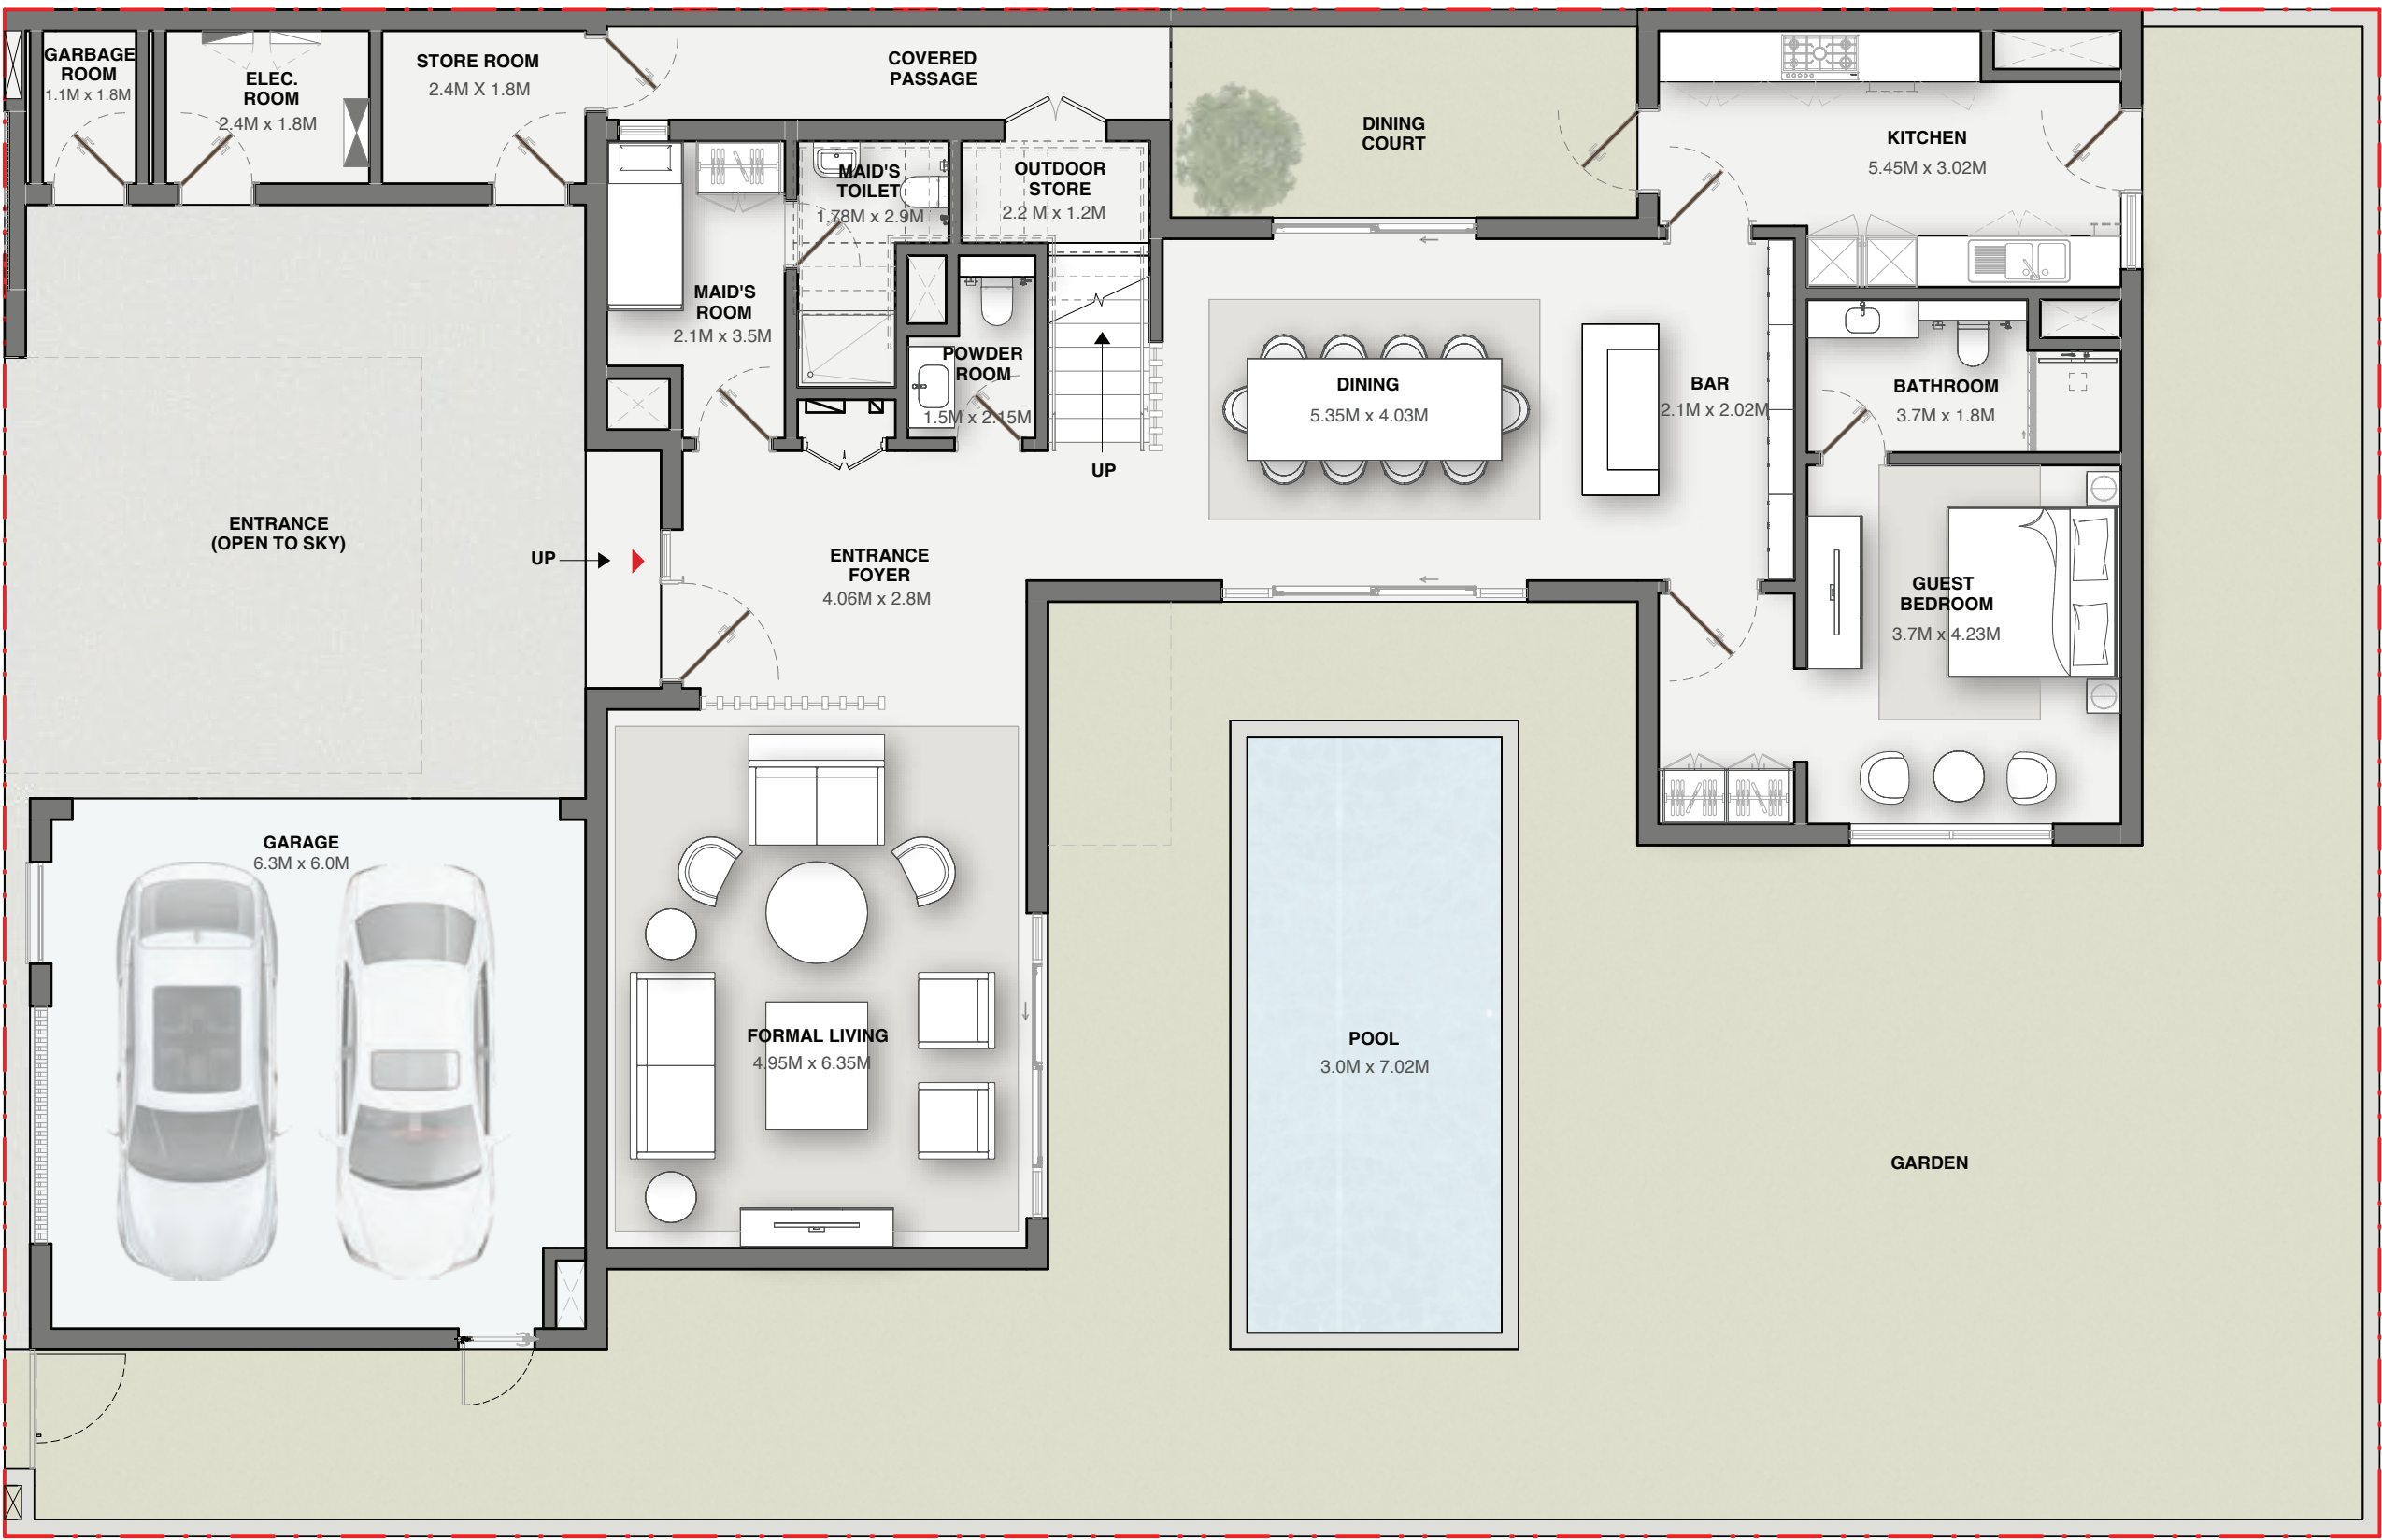 GARBAGE
ROOM
1.1M x 1.8M
ELEC.
ROOM
2.4M x 1.8M
STORE ROOM
2.4M X 1.8M
COVERED
PASSAGE
DINING
COURT
KITCHEN
5.45M x 3.02M
MAID'S
TOILET
1.78M x 2.9M
OUTDOOR
STORE
2.2 M x 1.2M
MAID'S
ROOM
2.1M x 3.5M
POWDER
ROOM
1.5M x 2.15M
UP
DINING
5.35M x 4.03M
BAR
2.1M x 2.02M
BATHROOM
3.7M x 1.8M
ENTRANCE
(OPEN TO SKY)
UP
ENTRANCE
FOYER
4.06M x 2.8M
GUEST
BEDROOM
3.7M x 4.23M
GARAGE
6.3M x 6.0M
FORMAL LIVING
4.95M x 6.35M
POOL
3.0M x 7.02M
GARDEN